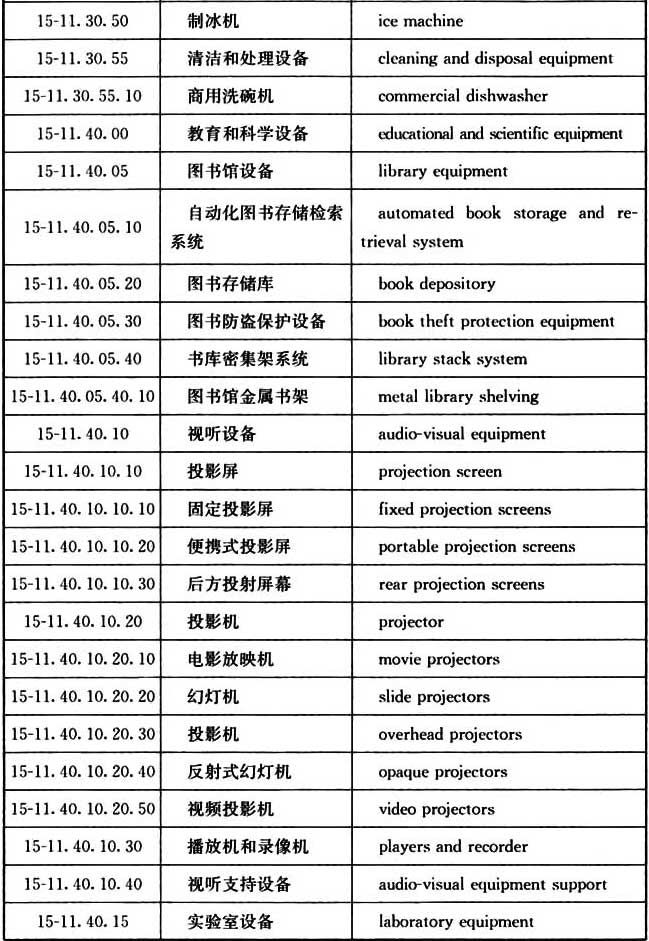 15-11.30.50 制冰机 ice machine
15-11.30.55 清洁和处理设备 cleaning and disposal equipment
15-11.30.55.10 商用洗碗机 commercial dishwasher
15-11.40.00 教育和科学设备 educational and scientific equipment
15-11.40.05 图书馆设备 library equipment
15-11.40.05.10 自动化图书存储检索 automated book storage and re-
系统 trieval system
15-11.40.05.20 图书存储库 book depository
15-11.40.05.30 图书防盗保护设备 book theft protection equipment
15-11.40.05.40 书库密集架系统 library stack system
15-11.40.05.40.10 图书馆金属书架 metal library shelving
15-11.40.10 视听设备 audio-visual equipment
15-11.40.10.10 投影屏 projection screen
15-11.40.10.10.10 固定投影屏 fixed projection screens
15-11.40.10.10.20 便携式投影屏 portable projection screens
15-11.40.10.10.30 后方投射屏幕 rear projection screens
15-11.40.10.20 投影机 projector
15-11.40.10.20.10 电影放映机 movie projectors
15-11.40.10.20.20 幻灯机 slide projectors
15-11.40.10.20.30 投影机 overhead projectors
15-11.40.10.20.40 反射式幻灯机 opaque projectors
15-11.40.10.20.50 视频投影机 video projectors
15-11.40.10.30 播放机和录像机 players and recorder
15-11.40.10.40 视听支持设备 audio-visual equipment support
15-11.40.15 实验室设备 laboratory equipment